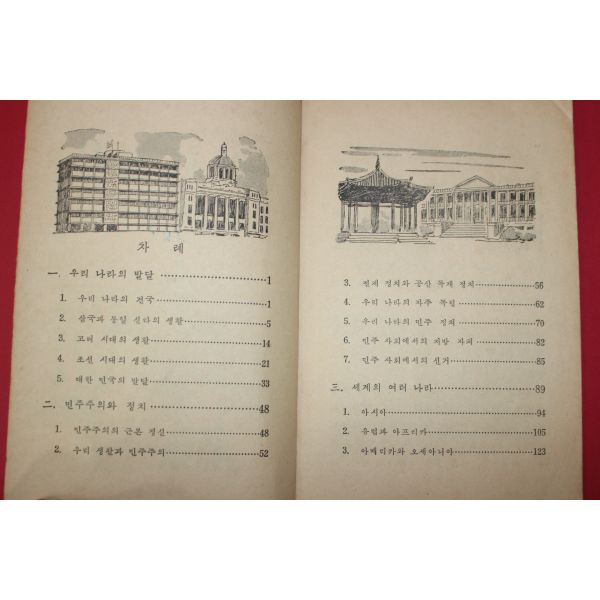 차 례
一. 우리 나라의 발달 ……………………1
1. 우리 나라의 건국 ……………………1
2. 삼국과 통일 신라의 생활 ……………………5
3. 고려 시대의 생활 ……………………14
4. 조선 시대의 생활 ……………………21
5. 대한 민국의 발달 ……………………33
二. 민주주의와 정치 ……………………48
1. 민주주의의 근본 정신 ……………………48
2. 우리 생활과 민주주의 ……………………52
3. 전제 정치와 공산 독재 정치 ……………………56
4. 우리 나라의 자주 독립 ……………………62
5. 우리 나라의 민주 정치 ……………………70
6. 민주 사회에서의 지방 자치 ……………………82
7. 민주 사회에서의 선거 ……………………85
三. 세계의 여러 나라 ……………………89
1. 아시아 ……………………94
2. 유럽과 아프리카 ……………………105
3. 아메리카와 오세아니아 ……………………123